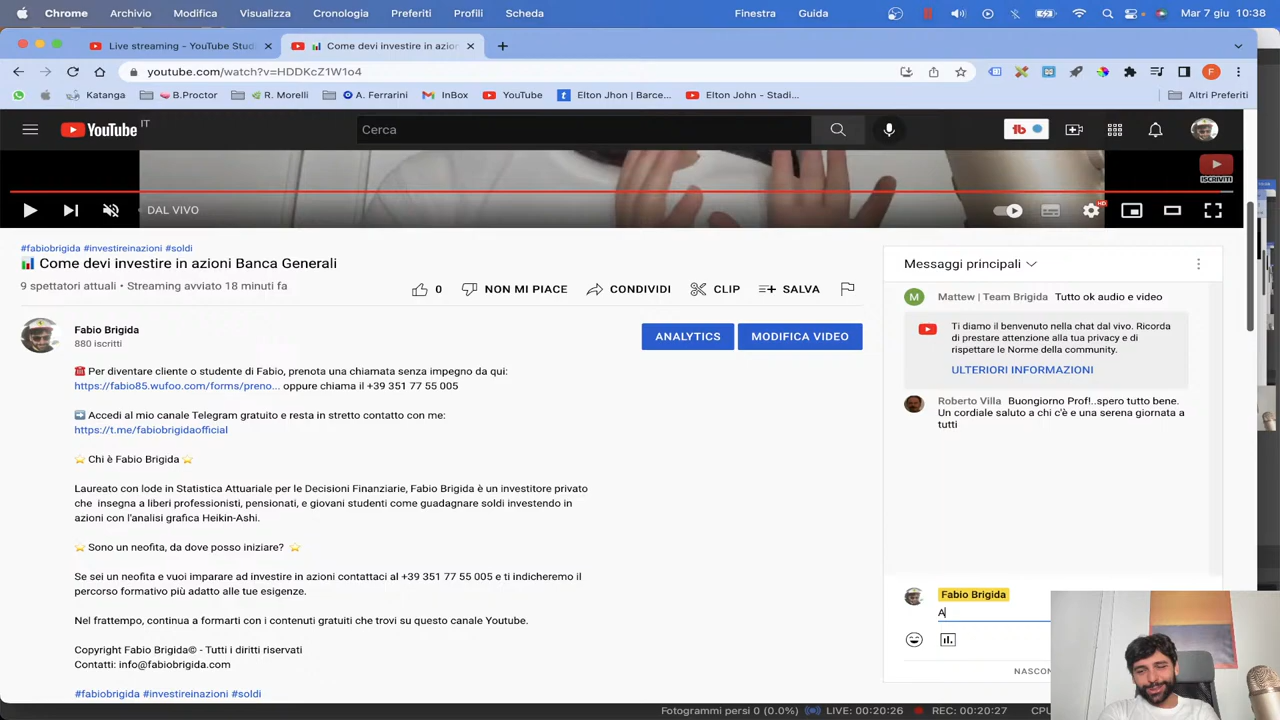 Chrome Archivio Modifica Visualizza Cronologia Preferiti Profili Scheda Finestra Guida Mar 7 giu 10:38
Live streaming - YouTube Stud
Come devi investire in azion
youtube.com/watch?v=HDDKcZ1W1o4
Katanga B.Proctor R. Morelli A. Ferrarini InBox YouTube Elton Jhon | Barce... Elton John - Stadi... Altri Preferiti
YouTube IT
Cerca
ISCRIVITI
DAL VIVO
HD
#fabiobrigida #investireinazioni #soldi
Come devi investire in azioni Banca Generali
9 spettatori attuali • Streaming avviato 18 minuti fa
0 NON MI PIACE CONDIVIDI CLIP SALVA
Fabio Brigida
880 iscritti
ANALYTICS MODIFICA VIDEO
Per diventare cliente o studente di Fabio, prenota una chiamata senza impegno da qui:
https://fabio85.wufoo.com/forms/preno... oppure chiama il +39 351 77 55 005
Accedi al mio canale Telegram gratuito e resta in stretto contatto con me:
https://t.me/fabiobrigidaofficial
Chi è Fabio Brigida
Laureato con lode in Statistica Attuariale per le Decisioni Finanziarie, Fabio Brigida è un investitore privato
che insegna a liberi professionisti, pensionati, e giovani studenti come guadagnare soldi investendo in
azioni con l'analisi grafica Heikin-Ashi.
Sono un neofita, da dove posso iniziare?
Se sei un neofita e vuoi imparare ad investire in azioni contattaci al +39 351 77 55 005 e ti indicheremo il
percorso formativo più adatto alle tue esigenze.
Nel frattempo, continua a formarti con i contenuti gratuiti che trovi su questo canale Youtube.
Copyright Fabio Brigida© - Tutti i diritti riservati
Contatti: info@fabiobrigida.com
#fabiobrigida #investireinazioni #soldi
Messaggi principali
M Mattew | Team Brigida Tutto ok audio e video
Ti diamo il benvenuto nella chat dal vivo. Ricorda
di prestare attenzione alla tua privacy e di
rispettare le Norme della community.
ULTERIORI INFORMAZIONI
Roberto Villa Buongiorno Prof!..spero tutto bene.
Un cordiale saluto a chi c'è e una serena giornata a
tutti
Fabio Brigida
A
NASCON
Fotogrammi persi 0 (0.0%) LIVE: 00:20:26 REC: 00:20:27 CPU